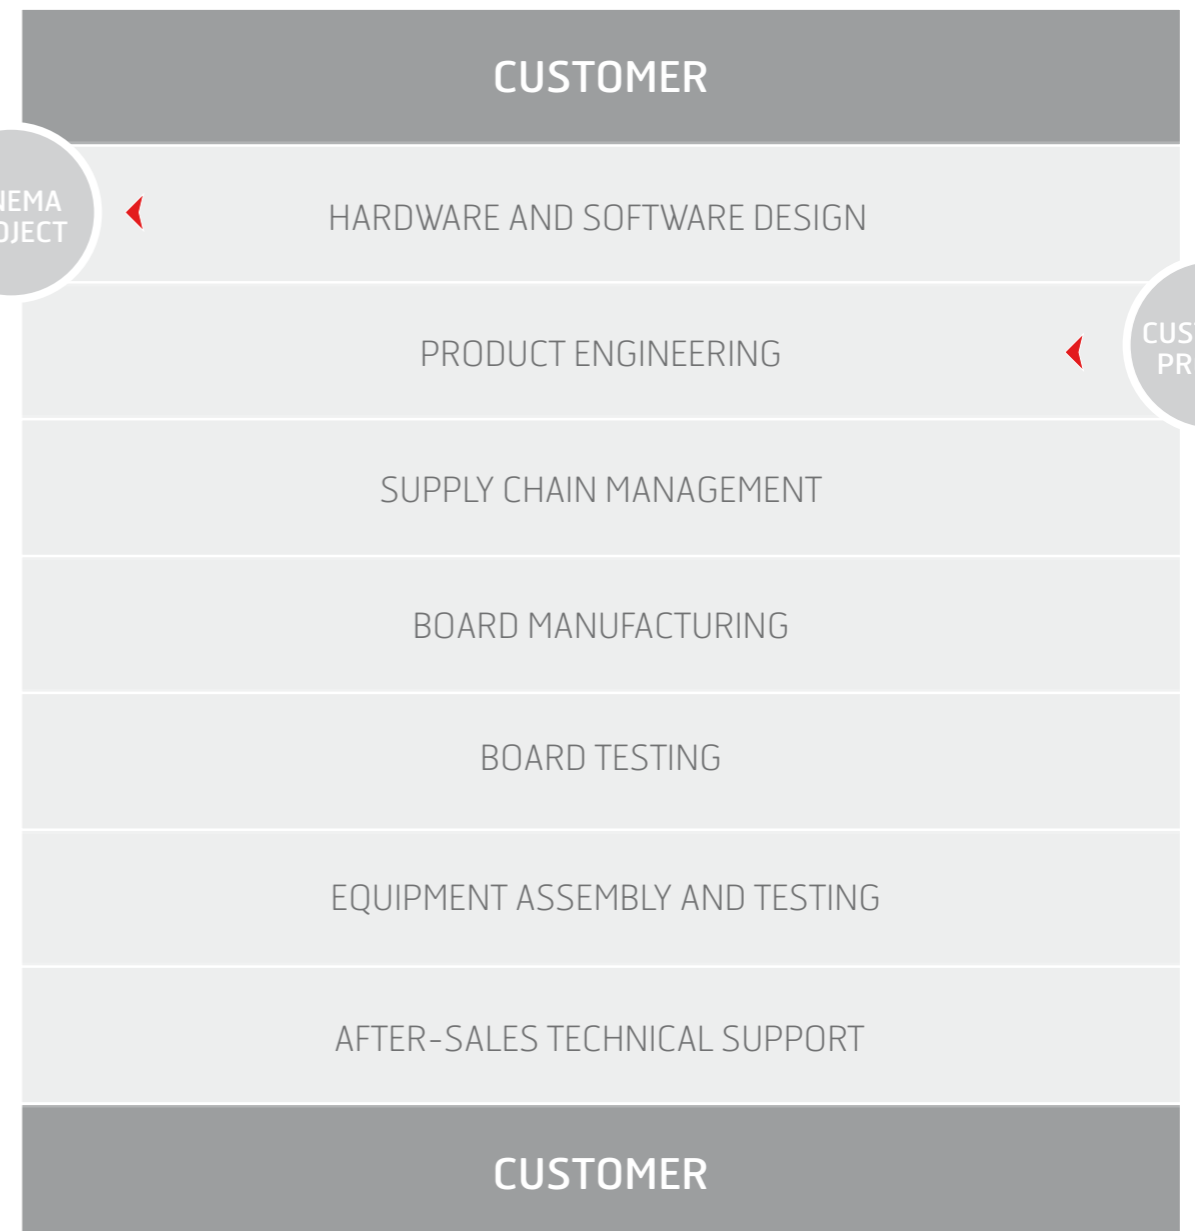 CUSTOMER
HARDWARE AND SOFTWARE DESIGN
PRODUCT ENGINEERING
SUPPLY CHAIN MANAGEMENT
BOARD MANUFACTURING
BOARD TESTING
EQUIPMENT ASSEMBLY AND TESTING
AFTER-SALES TECHNICAL SUPPORT
CUSTOMER